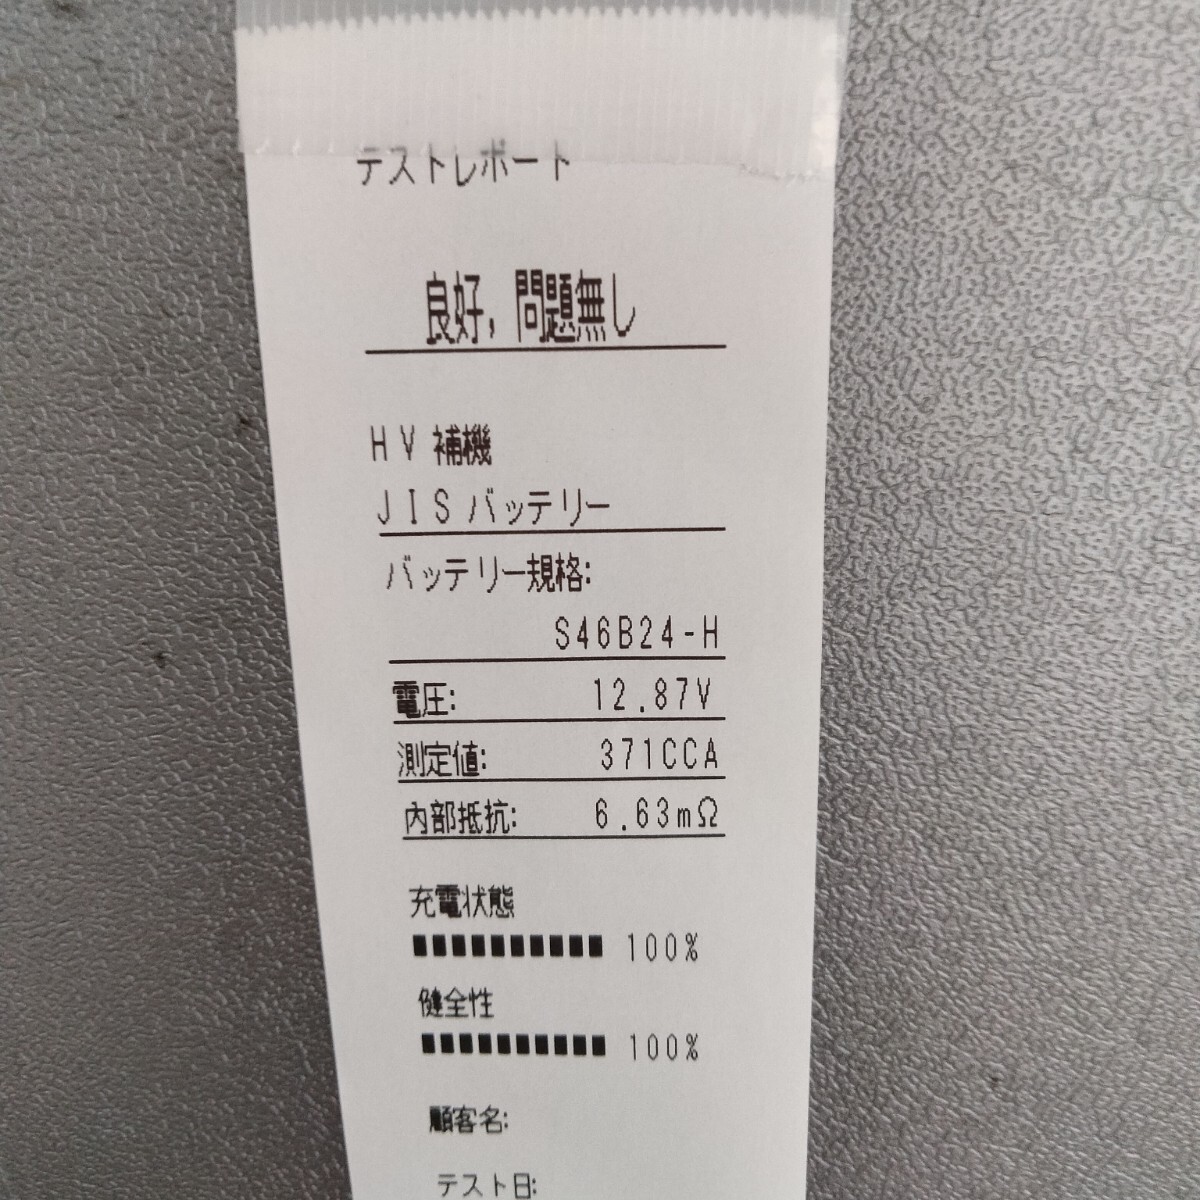 テストレポート
良好, 問題無し
HV 補機
JIS バッテリー
バッテリー規格:
S46B24-H
電圧: 12.87V
測定値: 371CCA
内部抵抗: 6.63mΩ
充電状態
100%
健全性
100%
顧客名:
テスト日: